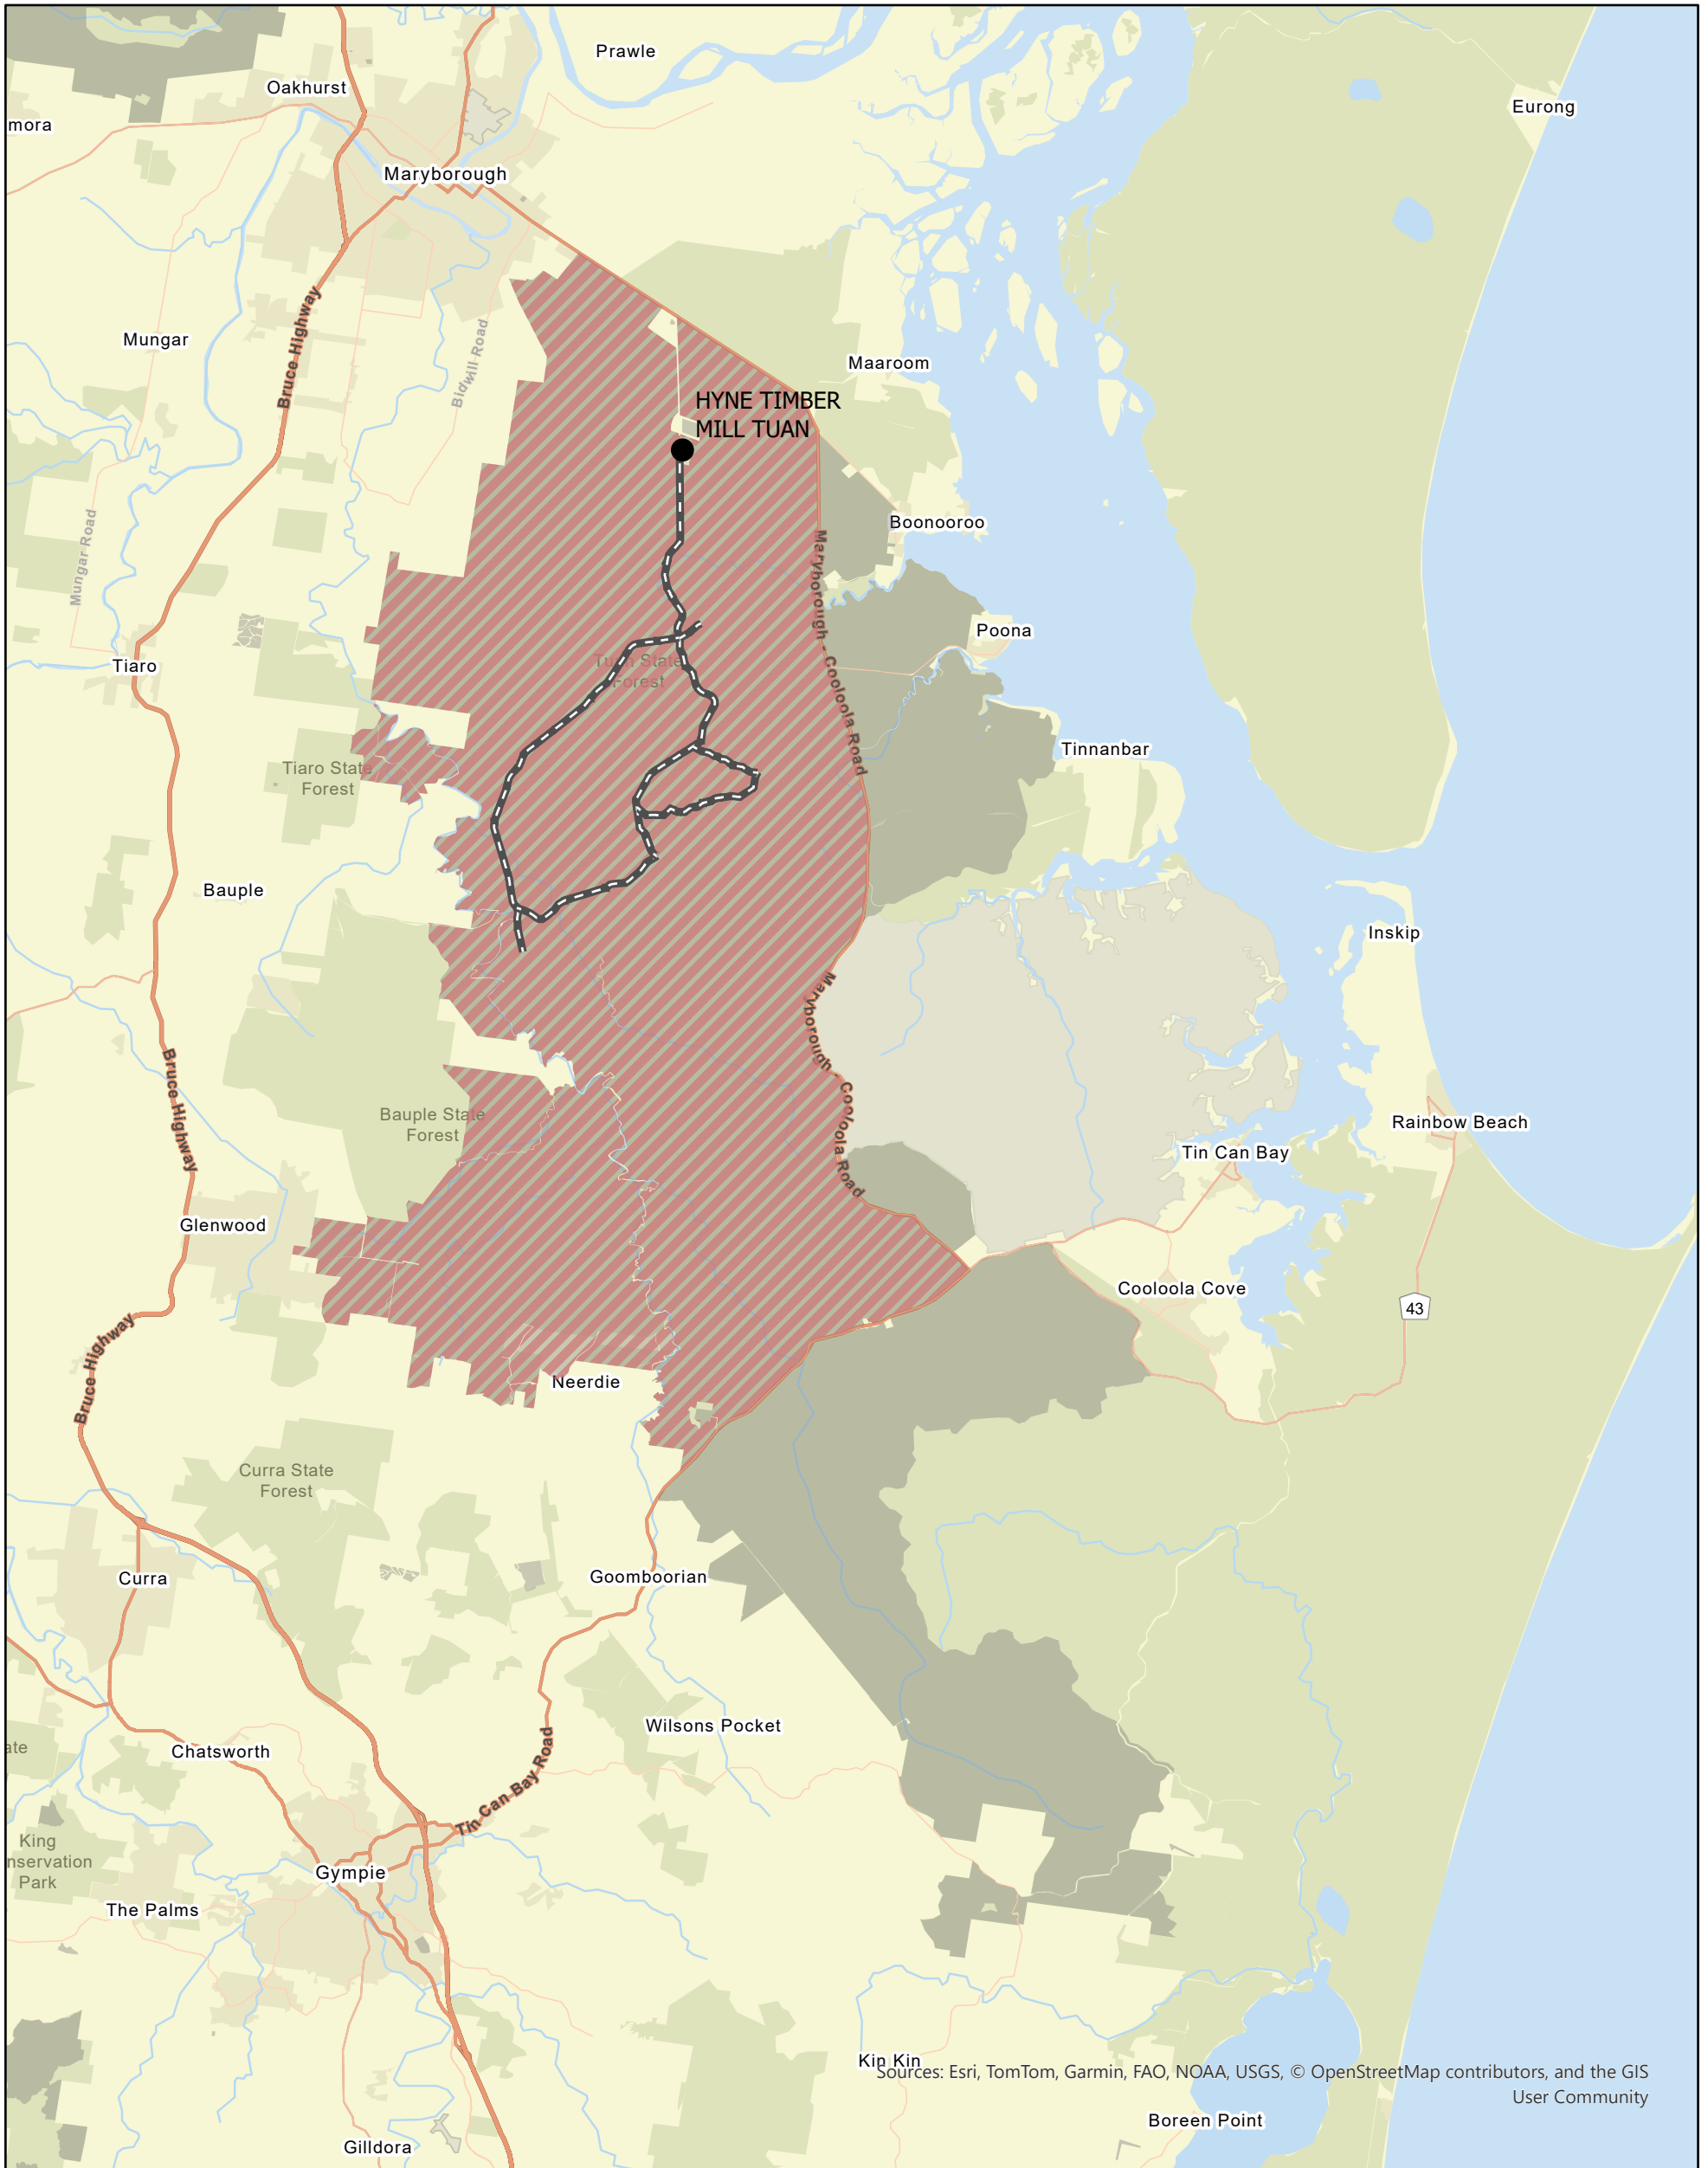 Prawle
Oakhurst
Eurong
mora
Maryborough
Bruce Highway
Mungar
Bidwill Road
Maaroom
HYNE TIMBER
MILL TUAN
Boonooroo
Mungar Road
Maryborough - Cooloola Road
Poona
Tiaro
Tuan State
Forest
Tinnanbar
Tiaro State
Forest
Bauple
Inskip
Maryborough - Cooloola Road
Bruce Highway
Bauple State
Forest
Rainbow Beach
Tin Can Bay
Glenwood
Cooloola Cove
43
Bruce Highway
Neerdie
Curra State
Forest
Curra
Goomboorian
Wilsons Pocket
Chatsworth
ate
Tin Can Bay Road
King
nservation
Park
Gympie
The Palms
Kin Kin
Sources: Esri, TomTom, Garmin, FAO, NOAA, USGS, © OpenStreetMap contributors, and the GIS
User Community
Boreen Point
Gilldora